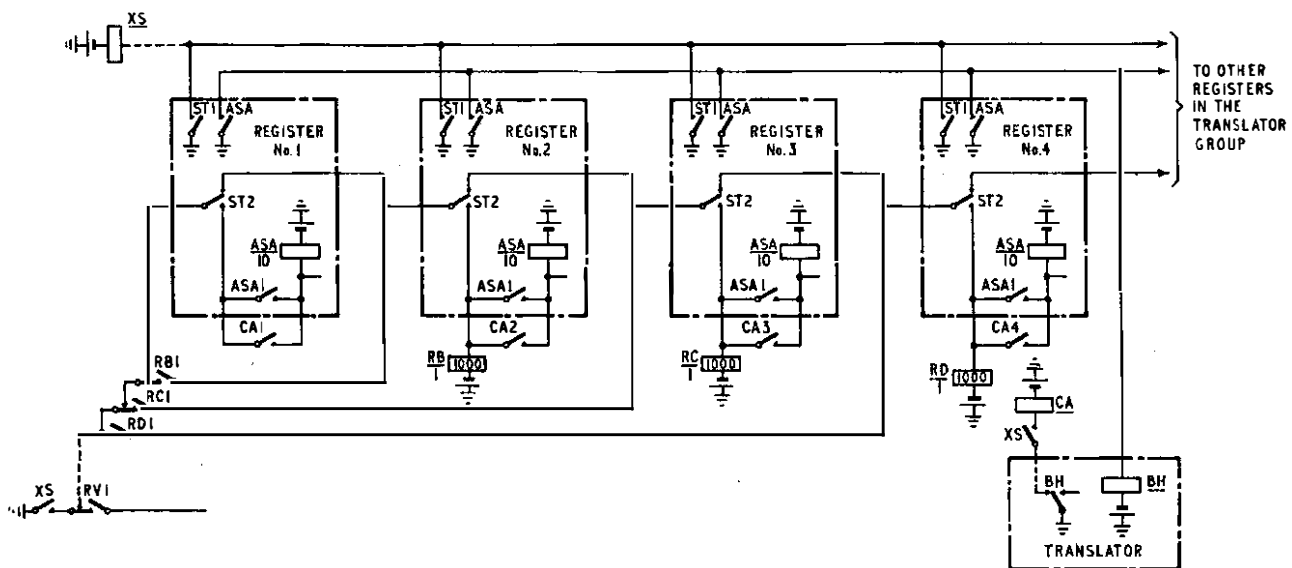 XS
TO OTHER
REGISTERS
IN THE
TRANSLATOR
GROUP
ST1 ASA
REGISTER
No.1
ST1 ASA
REGISTER
No.2
ST1 ASA
REGISTER
No.3
ST1 ASA
REGISTER
No.4
ST2
ST2
ST2
ST2
ASA
10
ASA
10
ASA
10
ASA
10
ASA1
ASA1
ASA1
ASA1
CA1
CA2
CA3
CA4
RB
1
1000
RC
1
1000
RD
1
1000
RB1
RC1
RD1
CA
XS
XS
RV1
BH
BH
TRANSLATOR